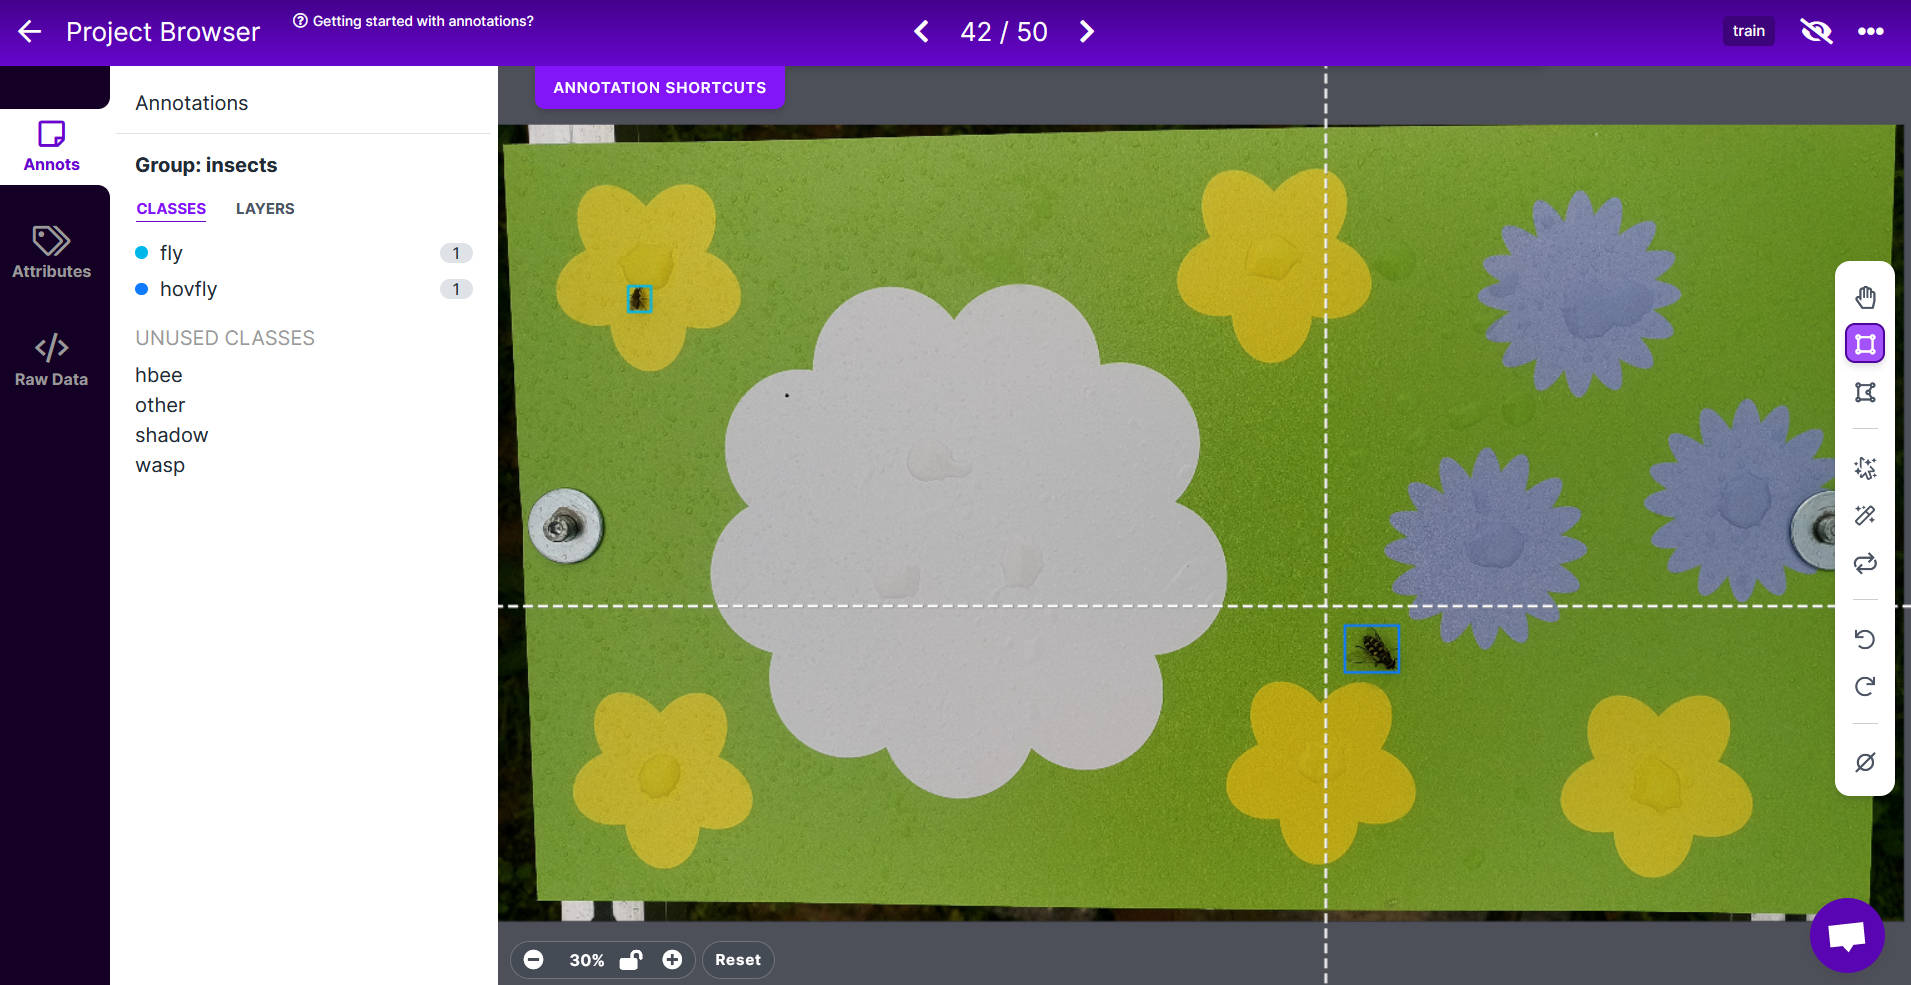 Project Browser
Getting started with annotations?
42 / 50
train
ANNOTATION SHORTCUTS
Annots
Attributes
Raw Data
Annotations
Group: insects
CLASSES LAYERS
fly 1
hovfly 1
UNUSED CLASSES
hbee
other
shadow
wasp
30%
Reset